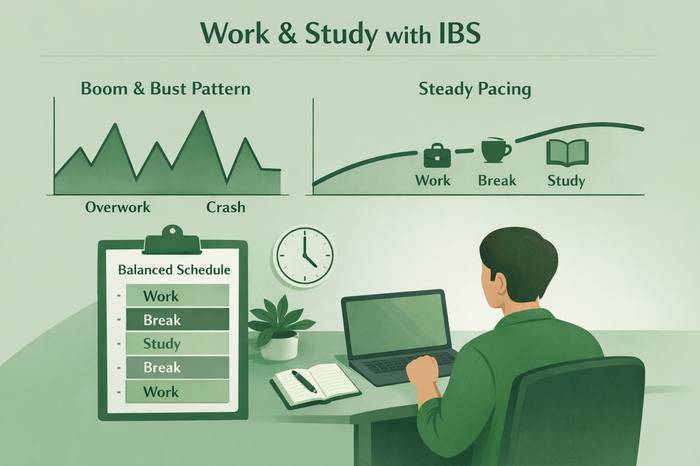 Work & Study with IBS
Boom & Bust Pattern
Overwork
Crash
Steady Pacing
Work
Break
Study
Balanced Schedule
Work
Break
Study
Break
Work